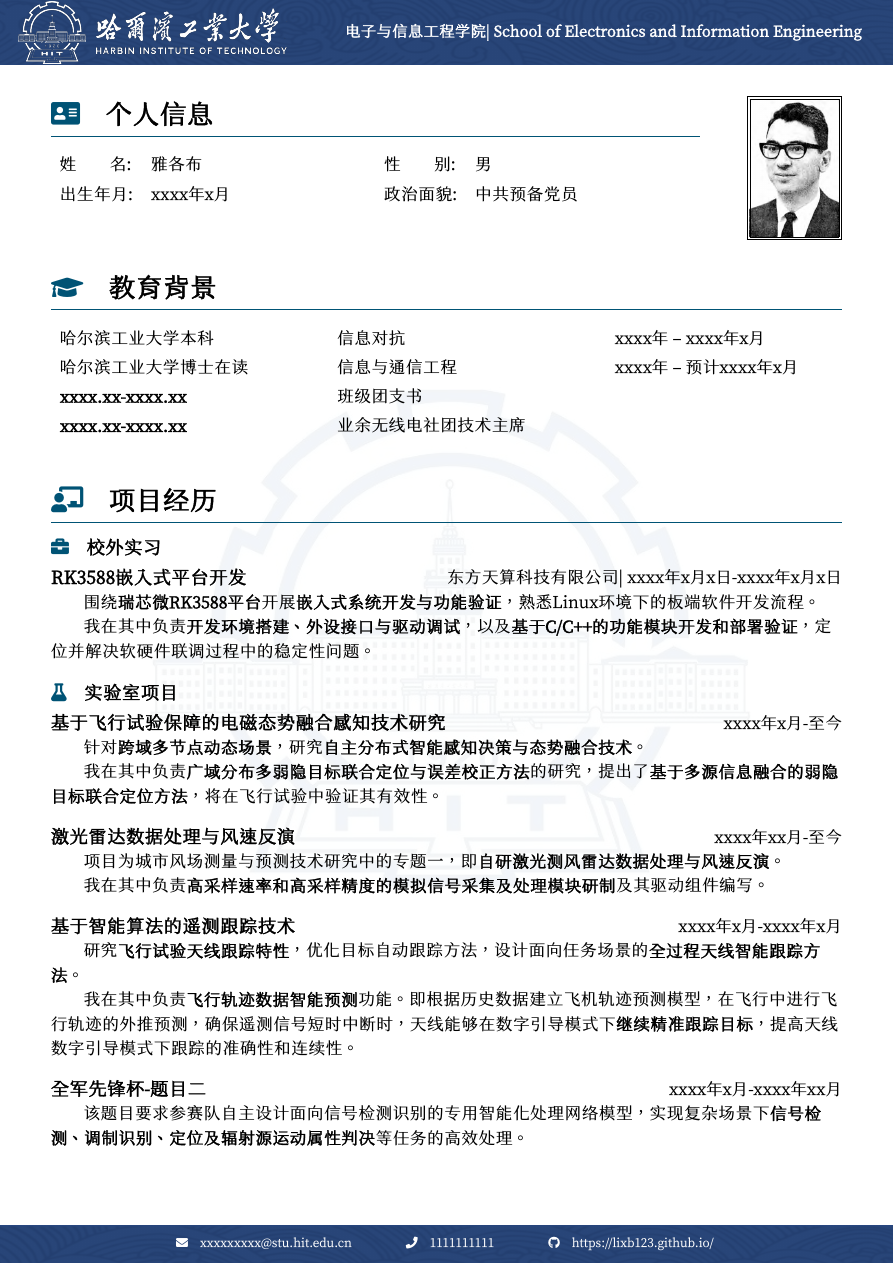 哈爾濱工業大學
HARBIN INSTITUTE OF TECHNOLOGY
HIT
电子与信息工程学院| School of Electronics and Information Engineering
个人信息
姓 名: 雅各布 性 别: 男
出生年月: xxxx年x月 政治面貌: 中共预备党员
教育背景
哈尔滨工业大学本科 信息对抗 xxxx年 – xxxx年x月
哈尔滨工业大学博士在读 信息与通信工程 xxxx年 – 预计xxxx年x月
xxxx.xx-xxxx.xx 班级团支书
xxxx.xx-xxxx.xx 业余无线电社团技术主席
项目经历
校外实习
RK3588嵌入式平台开发 东方天算科技有限公司| xxxx年x月x日-xxxx年x月x日
围绕瑞芯微RK3588平台开展嵌入式系统开发与功能验证，熟悉Linux环境下的板端软件开发流程。
我在其中负责开发环境搭建、外设接口与驱动调试，以及基于C/C++的功能模块开发和部署验证，定
位并解决软硬件联调过程中的稳定性问题。
实验室项目
基于飞行试验保障的电磁态势融合感知技术研究 xxxx年x月-至今
针对跨域多节点动态场景，研究自主分布式智能感知决策与态势融合技术。
我在其中负责广域分布多弱隐目标联合定位与误差校正方法的研究，提出了基于多源信息融合的弱隐
目标联合定位方法，将在飞行试验中验证其有效性。
激光雷达数据处理与风速反演 xxxx年xx月-至今
项目为城市风场测量与预测技术研究中的专题一，即自研激光测风雷达数据处理与风速反演。
我在其中负责高采样速率和高采样精度的模拟信号采集及处理模块研制及其驱动组件编写。
基于智能算法的遥测跟踪技术 xxxx年x月-xxxx年x月
研究飞行试验天线跟踪特性，优化目标自动跟踪方法，设计面向任务场景的全过程天线智能跟踪方
法。
我在其中负责飞行轨迹数据智能预测功能。即根据历史数据建立飞机轨迹预测模型，在飞行中进行飞
行轨迹的外推预测，确保遥测信号短时中断时，天线能够在数字引导模式下继续精准跟踪目标，提高天线
数字引导模式下跟踪的准确性和连续性。
全军先锋杯-题目二 xxxx年x月-xxxx年xx月
该题目要求参赛队自主设计面向信号检测识别的专用智能化处理网络模型，实现复杂场景下信号检
测、调制识别、定位及辐射源运动属性判决等任务的高效处理。
HIT
xxxxxxxxx@stu.hit.edu.cn 1111111111 https://lixb123.github.io/